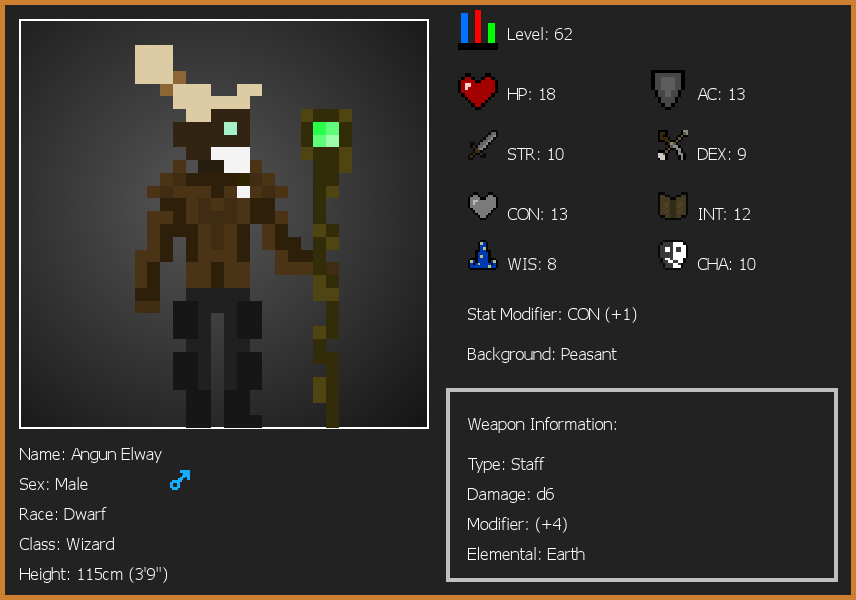 Level: 62
HP: 18
AC: 13
STR: 10
DEX: 9
CON: 13
INT: 12
WIS: 8
CHA: 10
Stat Modifier: CON (+1)
Background: Peasant
Weapon Information:
Type: Staff
Damage: d6
Modifier: (+4)
Elemental: Earth
Name: Angun Elway
Sex: Male
Race: Dwarf
Class: Wizard
Height: 115cm (3'9")